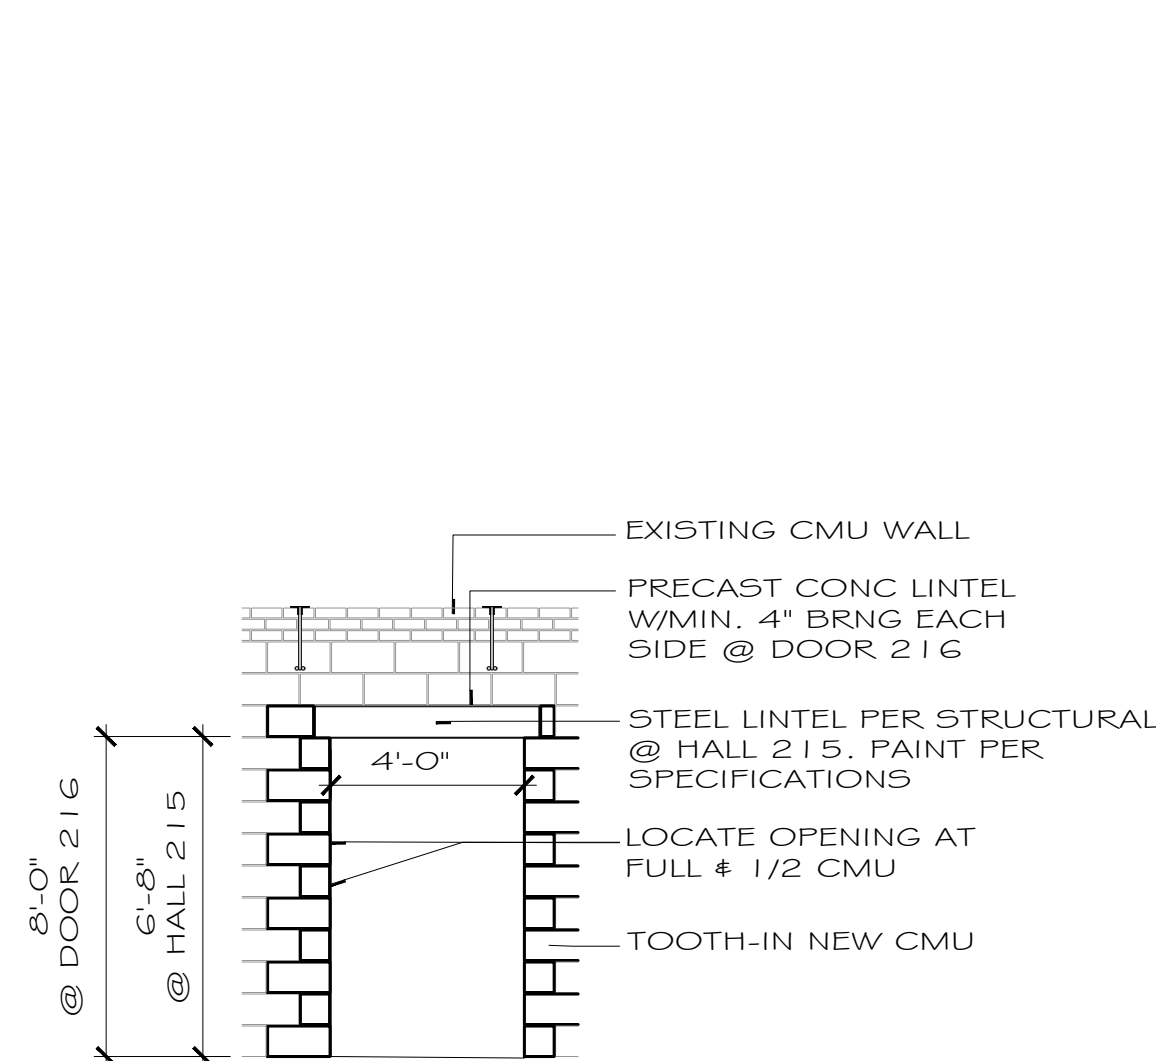 EXISTING CMU WALL
PRECAST CONC LINTEL
W/MIN. 4" BRNG EACH
SIDE @ DOOR 216
STEEL LINTEL PER STRUCTURAL
@ HALL 215. PAINT PER
SPECIFICATIONS
4'-0"
LOCATE OPENING AT
FULL & 1/2 CMU
TOOTH-IN NEW CMU
8'-0"
@ DOOR 216
6'-8"
@ HALL 215